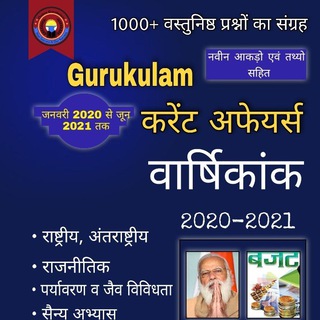 1000+ वस्तुनिष्ठ प्रश्नों का संग्रह
Gurukulam
नवीन आकड़ो एवं तथ्यो
सहित
जनवरी 2020 से जून
2021 तक
करेंट अफेयर्स
वार्षिकांक
2020-2021
• राष्ट्रीय, अंतराष्ट्रीय
• राजनीतिक
• पर्यावरण व जैव विविधता
• सैन्य अभ्यास
बजट